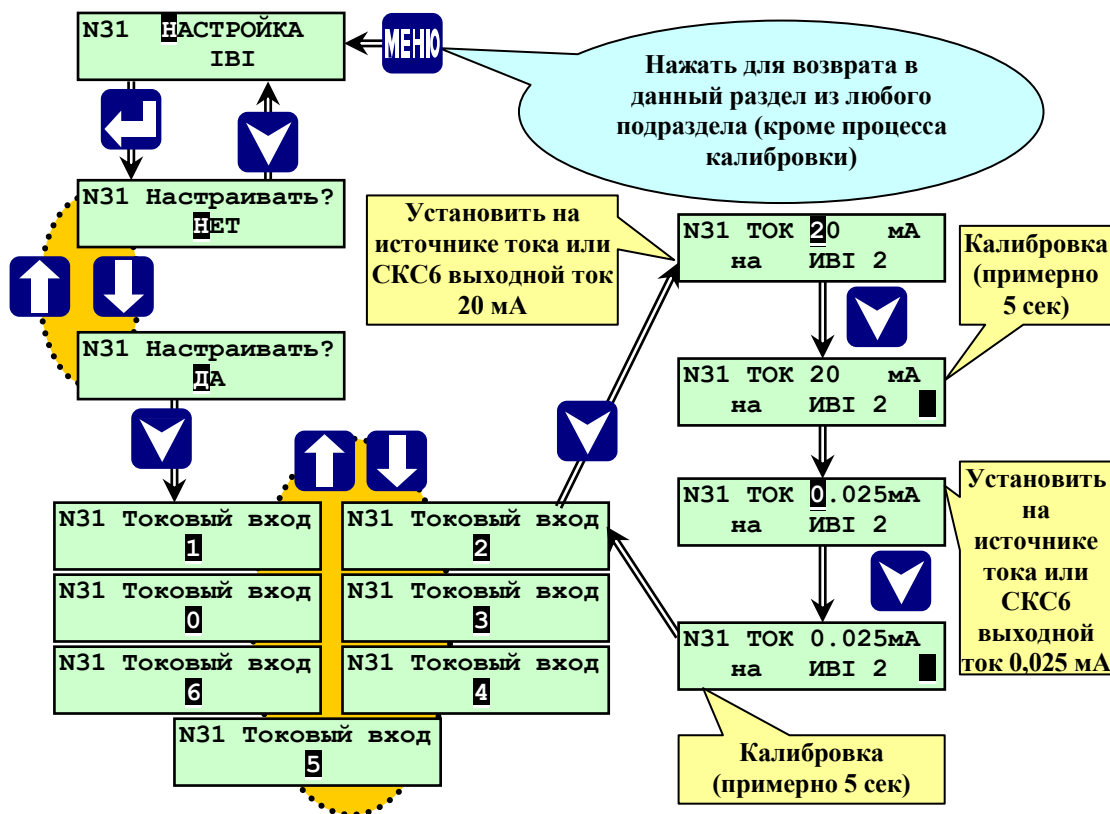 N31 НАСТРОЙКА
IBI
МЕНЮ
Нажать для возврата в
данный раздел из любого
подраздела (кроме процесса
калибровки)
N31 Настраивать?
НЕТ
N31 Настраивать?
ДА
N31 Токовый вход
1
N31 Токовый вход
0
N31 Токовый вход
6
N31 Токовый вход
5
N31 Токовый вход
2
N31 Токовый вход
3
N31 Токовый вход
4
Установить на
источнике тока или
СКС6 выходной ток
20 мА
N31 ТОК 20 мА
на ИВI 2
Калибровка
(примерно
5 сек)
N31 ТОК 20 мА
на ИВI 2
N31 ТОК 0.025мА
на ИВI 2
Установить
на
источнике
тока или
СКС6
выходной
ток 0,025 мА
N31 ТОК 0.025мА
на ИВI 2
Калибровка
(примерно 5 сек)